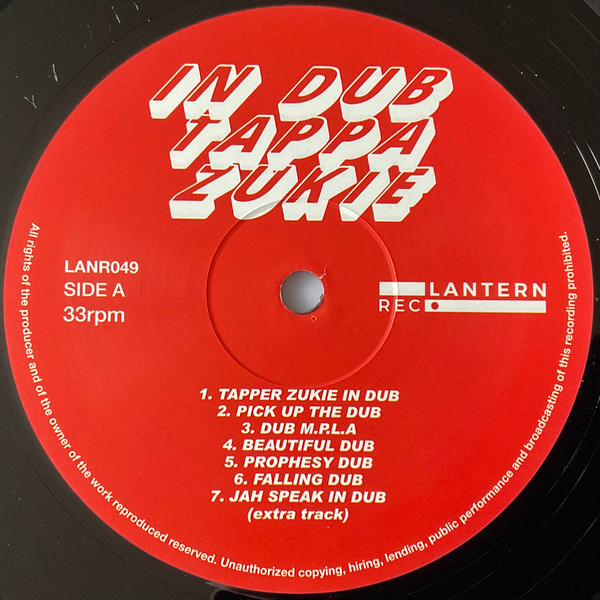 IN DUB
TAPPA
ZUKIE
LANR049
SIDE A
33rpm
LANTERN
REC
1. TAPPER ZUKIE IN DUB
2. PICK UP THE DUB
3. DUB M.P.L.A
4. BEAUTIFUL DUB
5. PROPHESY DUB
6. FALLING DUB
7. JAH SPEAK IN DUB
(extra track)
All rights of the producer and of the owner of the work reproduced reserved. Unauthorized copying, hiring, lending, public performance and broadcasting of this recording prohibited.